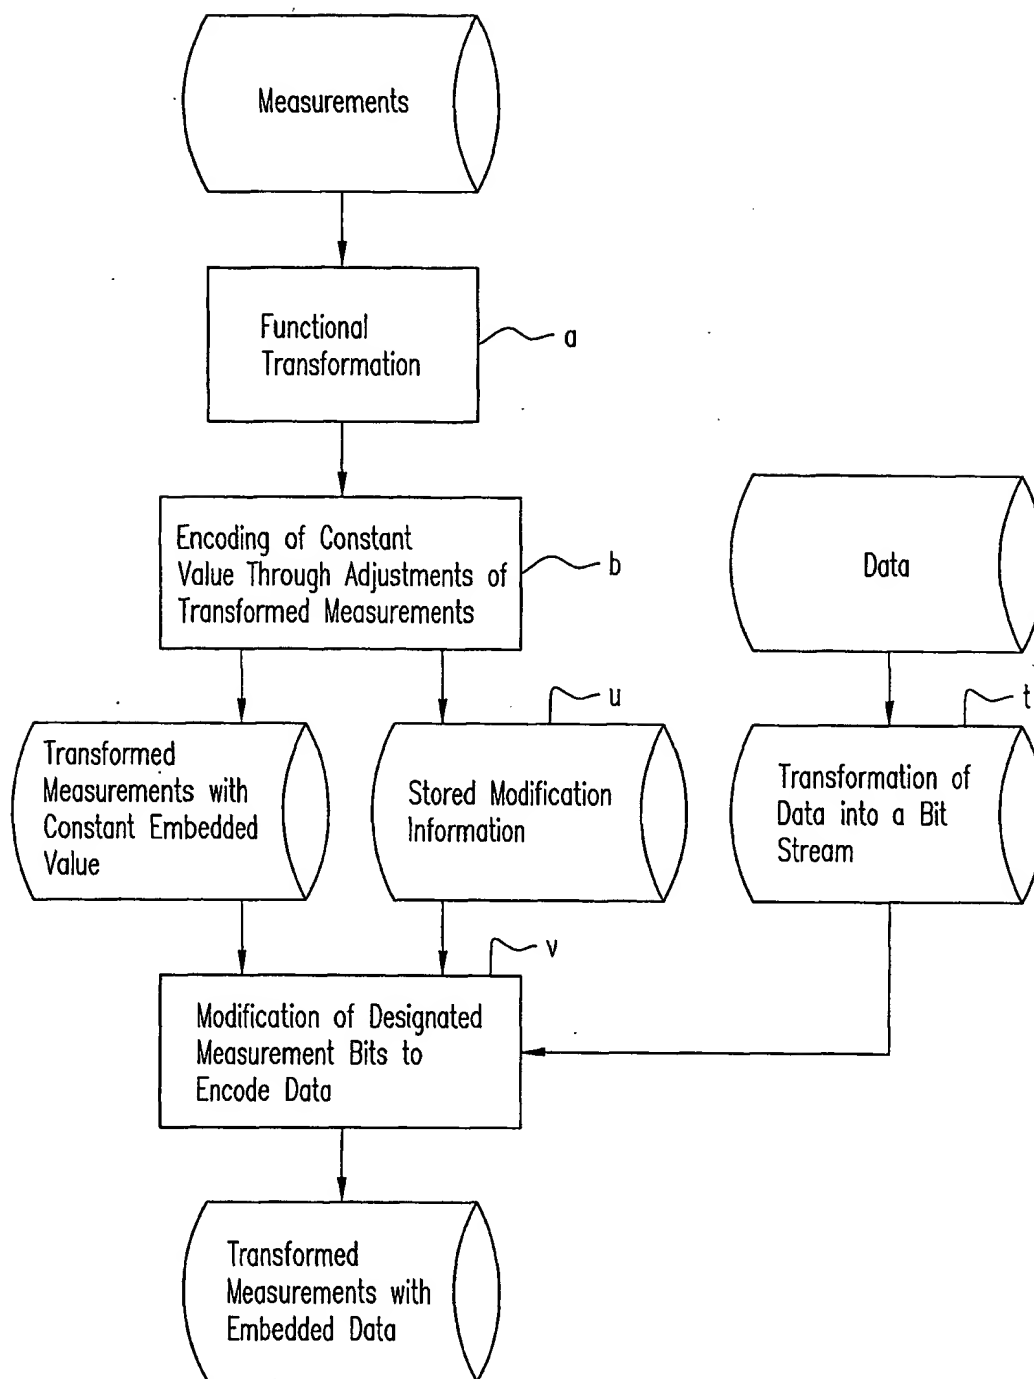 Measurements
Functional
Transformation
a
Encoding of Constant
Value Through Adjustments of
Transformed Measurements
b
Data
u
t
Transformed
Measurements with
Constant Embedded
Value
Stored Modification
Information
Transformation of
Data into a Bit
Stream
v
Modification of Designated
Measurement Bits to
Encode Data
Transformed
Measurements with
Embedded Data